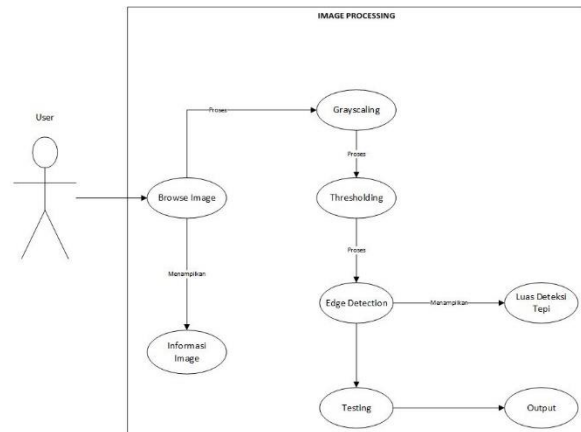 IMAGE PROCESSING
User
Proses
Grayscaling
Proses
Browse Image
Thresholding
Proses
Menampilkan
Edge Detection
Menampilkan
Luas Deteksi
Tepi
Informasi
Image
Testing
Output